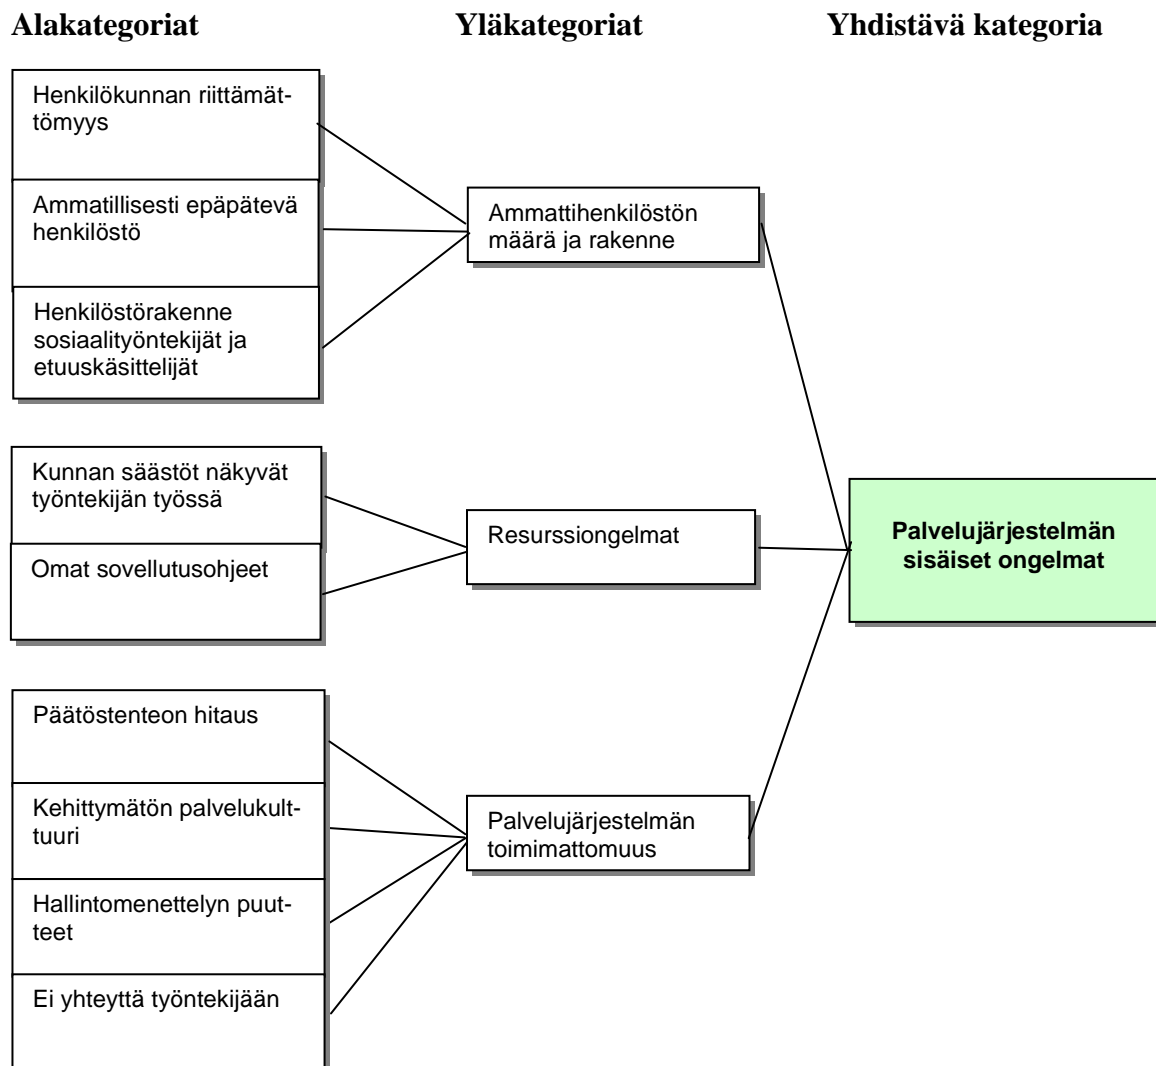 Alakategoriat
Yläkategoriat
Yhdistävä kategoria
Henkilökunnan riittämät-
tömyys
Ammatillisesti epäpätevä
henkilöstö
Henkilöstörakenne
sosiaalityöntekijät ja
etuuskäsittelijät
Ammattihenkilöstön
määrä ja rakenne
Kunnan säästöt näkyvät
työntekijän työssä
Omat sovellutusohjeet
Resurssiongelmat
Palvelujärjestelmän
sisäiset ongelmat
Päätöstenteon hitaus
Kehittymätön palvelukult-
tuuri
Hallintomenettelyn puut-
teet
Ei yhteyttä työntekijään
Palvelujärjestelmän
toimimattomuus